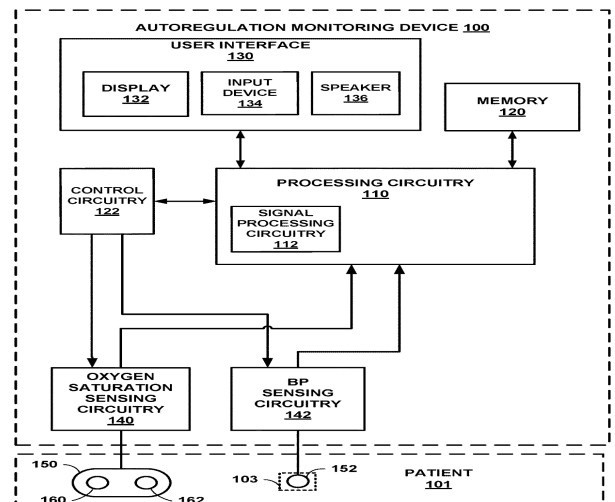 AUTOREGULATION MONITORING DEVICE 100
USER INTERFACE
130
DISPLAY
132
INPUT
DEVICE
134
SPEAKER
136
MEMORY
120
CONTROL
CIRCUITRY
122
PROCESSING CIRCUITRY
110
SIGNAL
PROCESSING
CIRCUITRY
112
OXYGEN
SATURATION
SENSING
CIRCUITRY
140
BP
SENSING
CIRCUITRY
142
150
160
162
103
152
PATIENT
101